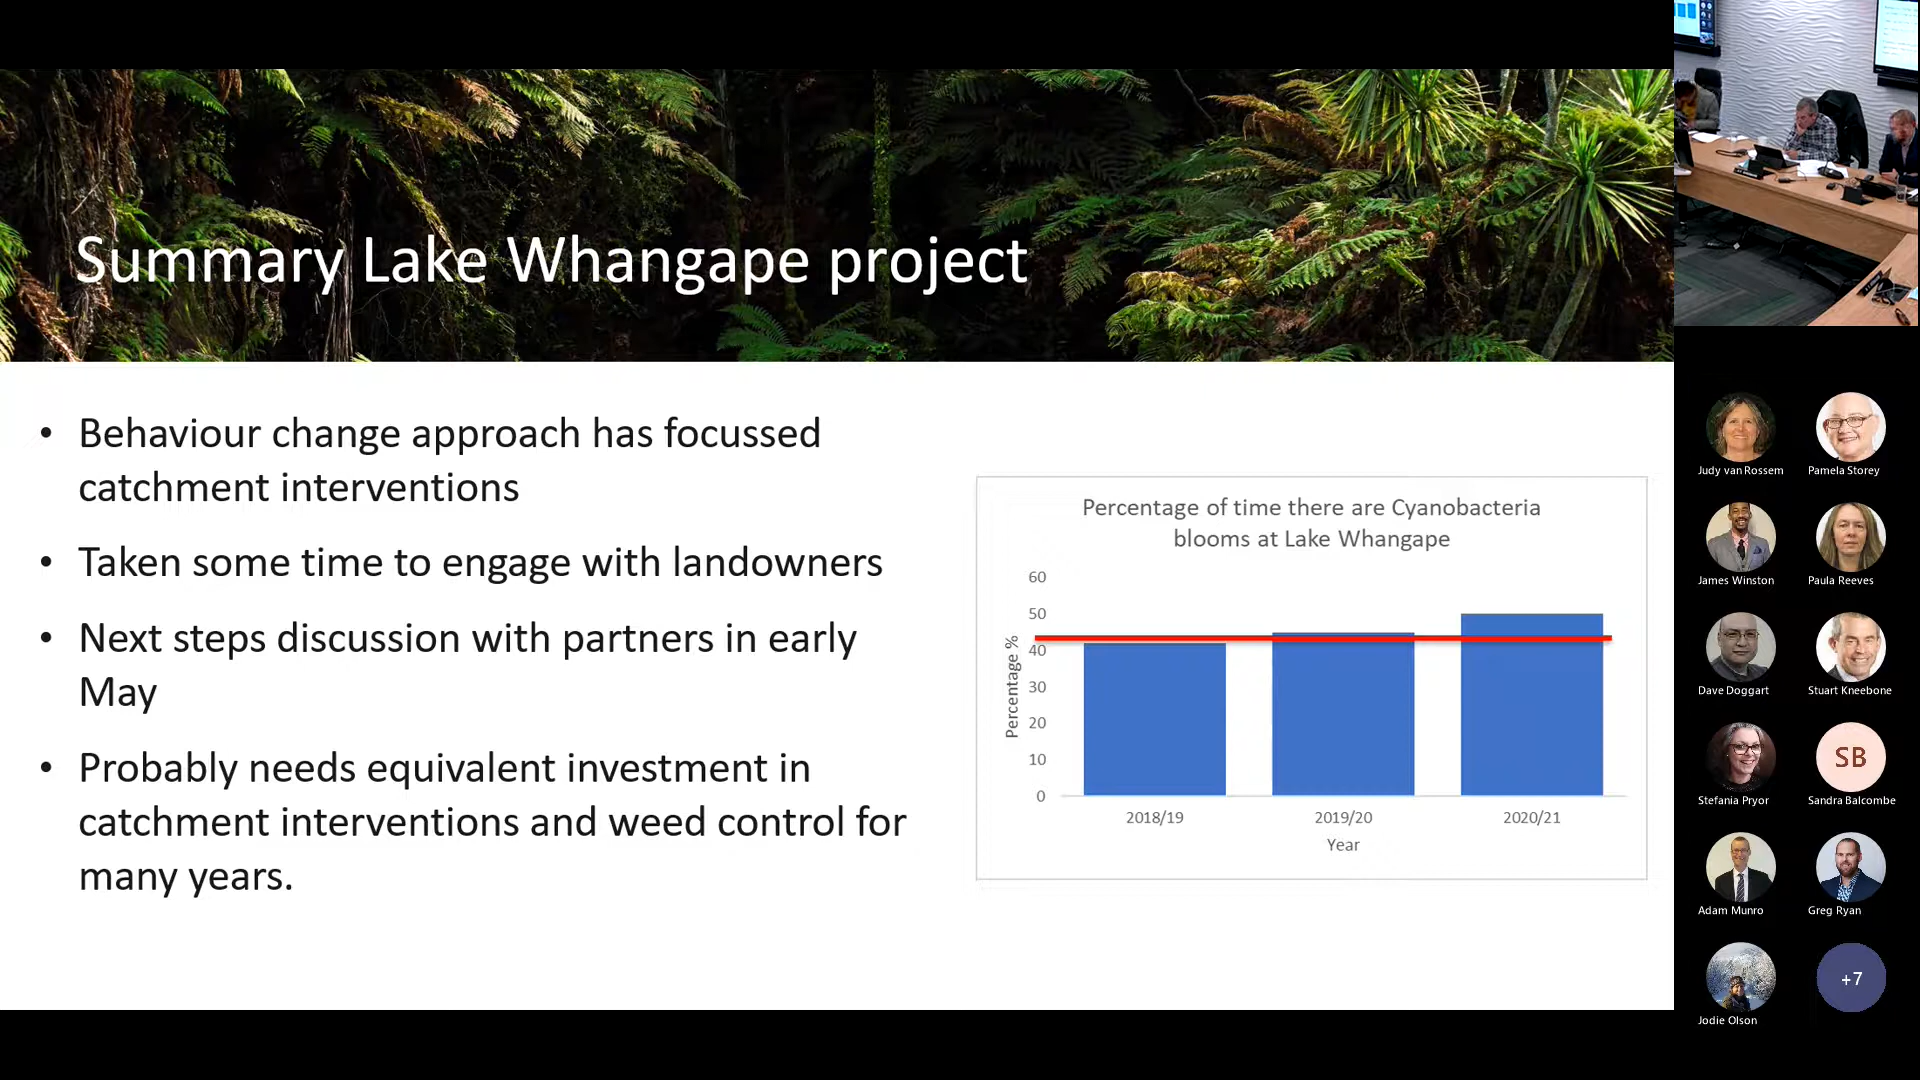 Summary Lake Whangape project
• Behaviour change approach has focussed
catchment interventions
• Taken some time to engage with landowners
• Next steps discussion with partners in early
May
• Probably needs equivalent investment in
catchment interventions and weed control for
many years.
Percentage of time there are Cyanobacteria
blooms at Lake Whangape
Percentage %
60
50
40
30
20
10
0
2018/19 2019/20 2020/21
Year
Judy van Rossem Pamela Storey
James Winston Paula Reeves
Dave Doggart Stuart Kneebone
SB
Stefania Pryor Sandra Balcombe
Adam Munro Greg Ryan
+7
Jodie Olson